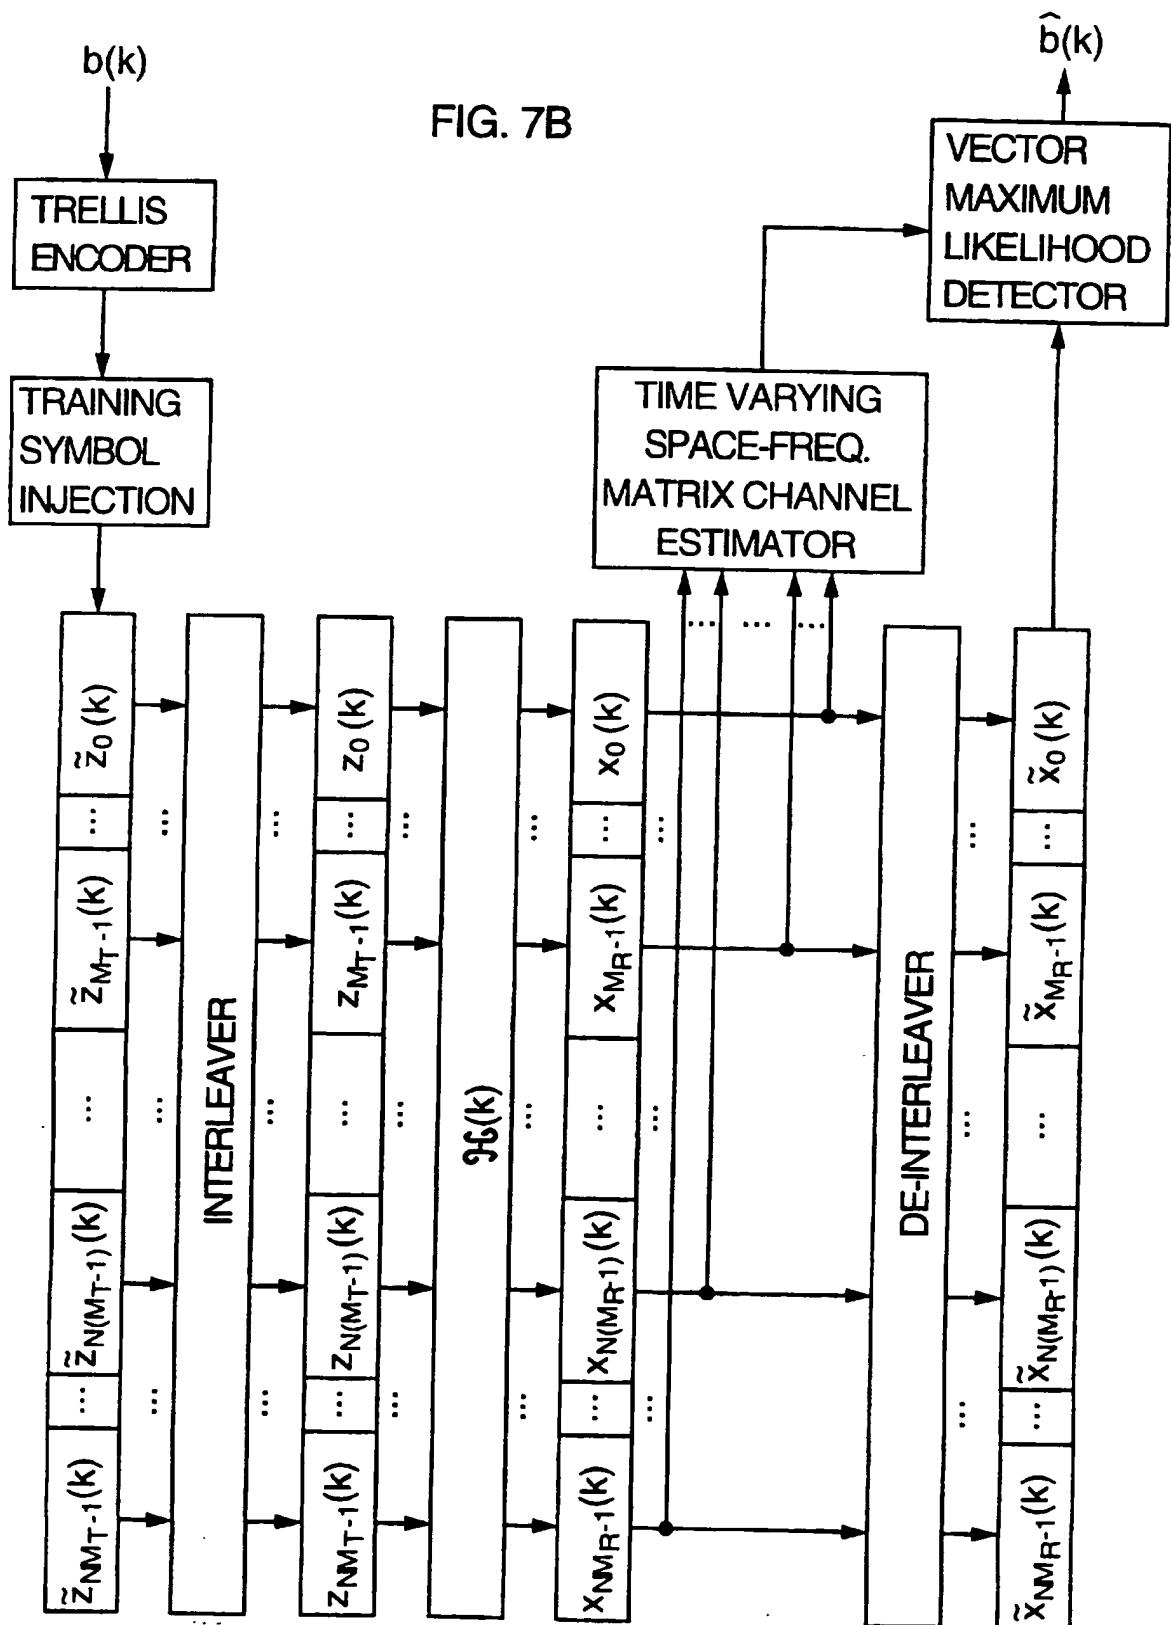 b(k)
FIG. 7B
b̂(k)
TRELLIS
ENCODER
TRAINING
SYMBOL
INJECTION
TIME VARYING
SPACE-FREQ.
MATRIX CHANNEL
ESTIMATOR
VECTOR
MAXIMUM
LIKELIHOOD
DETECTOR
... ... ...
z̃0(k)
...
z̃MT-1(k)
...
z̃N(MT-1)(k)
...
z̃NMT-1(k)
...
...
...
INTERLEAVER
...
...
...
z0(k)
...
zMT-1(k)
...
zN(MT-1)(k)
...
zNMT-1(k)
...
...
...
ℋ(k)
...
...
...
x0(k)
...
xMR-1(k)
...
xN(MR-1)(k)
...
xNMR-1(k)
...
...
...
DE-INTERLEAVER
...
...
...
x̃0(k)
...
x̃MR-1(k)
...
x̃N(MR-1)(k)
...
x̃NMR-1(k)